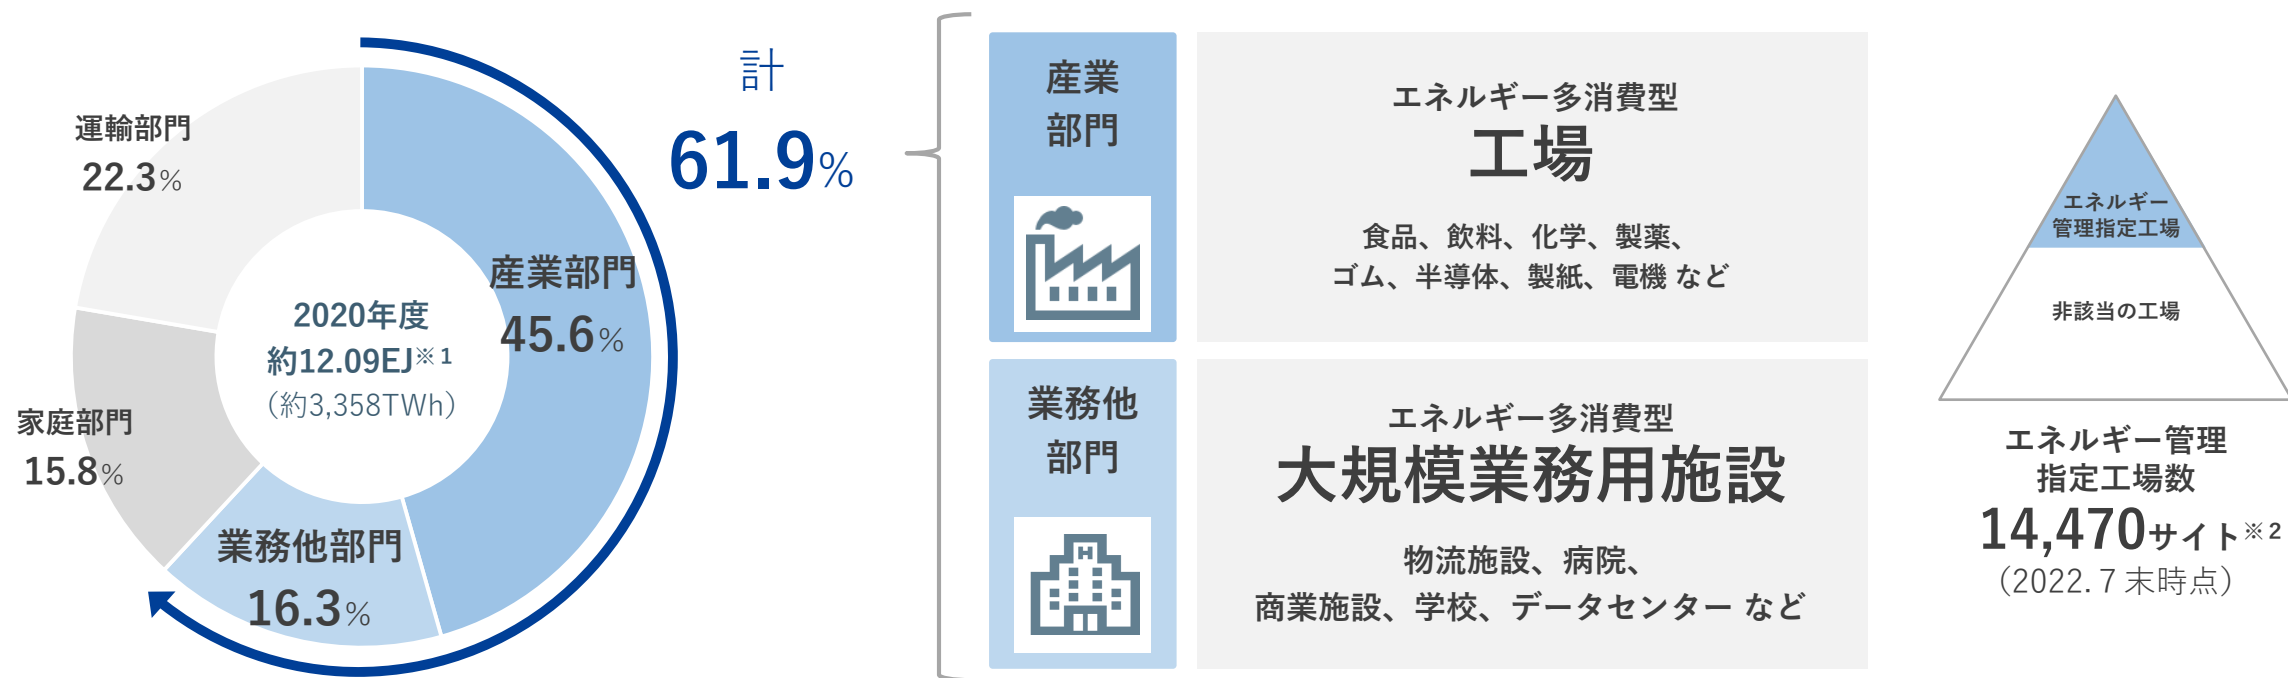 運輸部門
22.3%
家庭部門
15.8%
2020年度
約12.09EJ※1
（約3,358TWh）
産業部門
45.6%
業務他部門
16.3%
計
61.9%
産業
部門
エネルギー多消費型
工場
食品、飲料、化学、製薬、
ゴム、半導体、製紙、電機 など
業務他
部門
H
エネルギー多消費型
大規模業務用施設
物流施設、病院、
商業施設、学校、データセンター など
エネルギー
管理指定工場
非該当の工場
エネルギー管理
指定工場数
14,470サイト※2
（2022.７末時点）